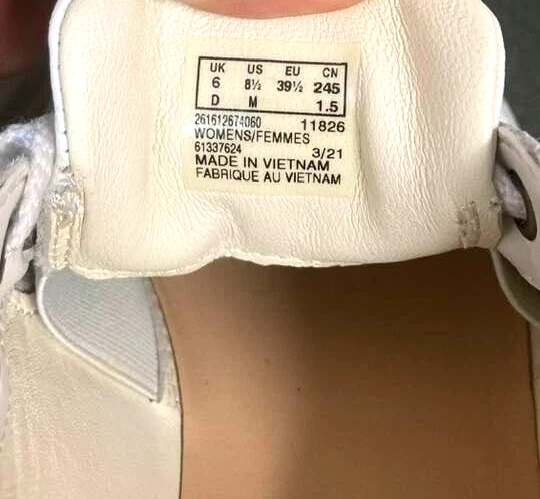 UK US EU CN
6 8½ 39½ 245
D M 1.5
261612674060 11826
WOMENS/FEMMES
61337624 3/21
MADE IN VIETNAM
FABRIQUE AU VIETNAM